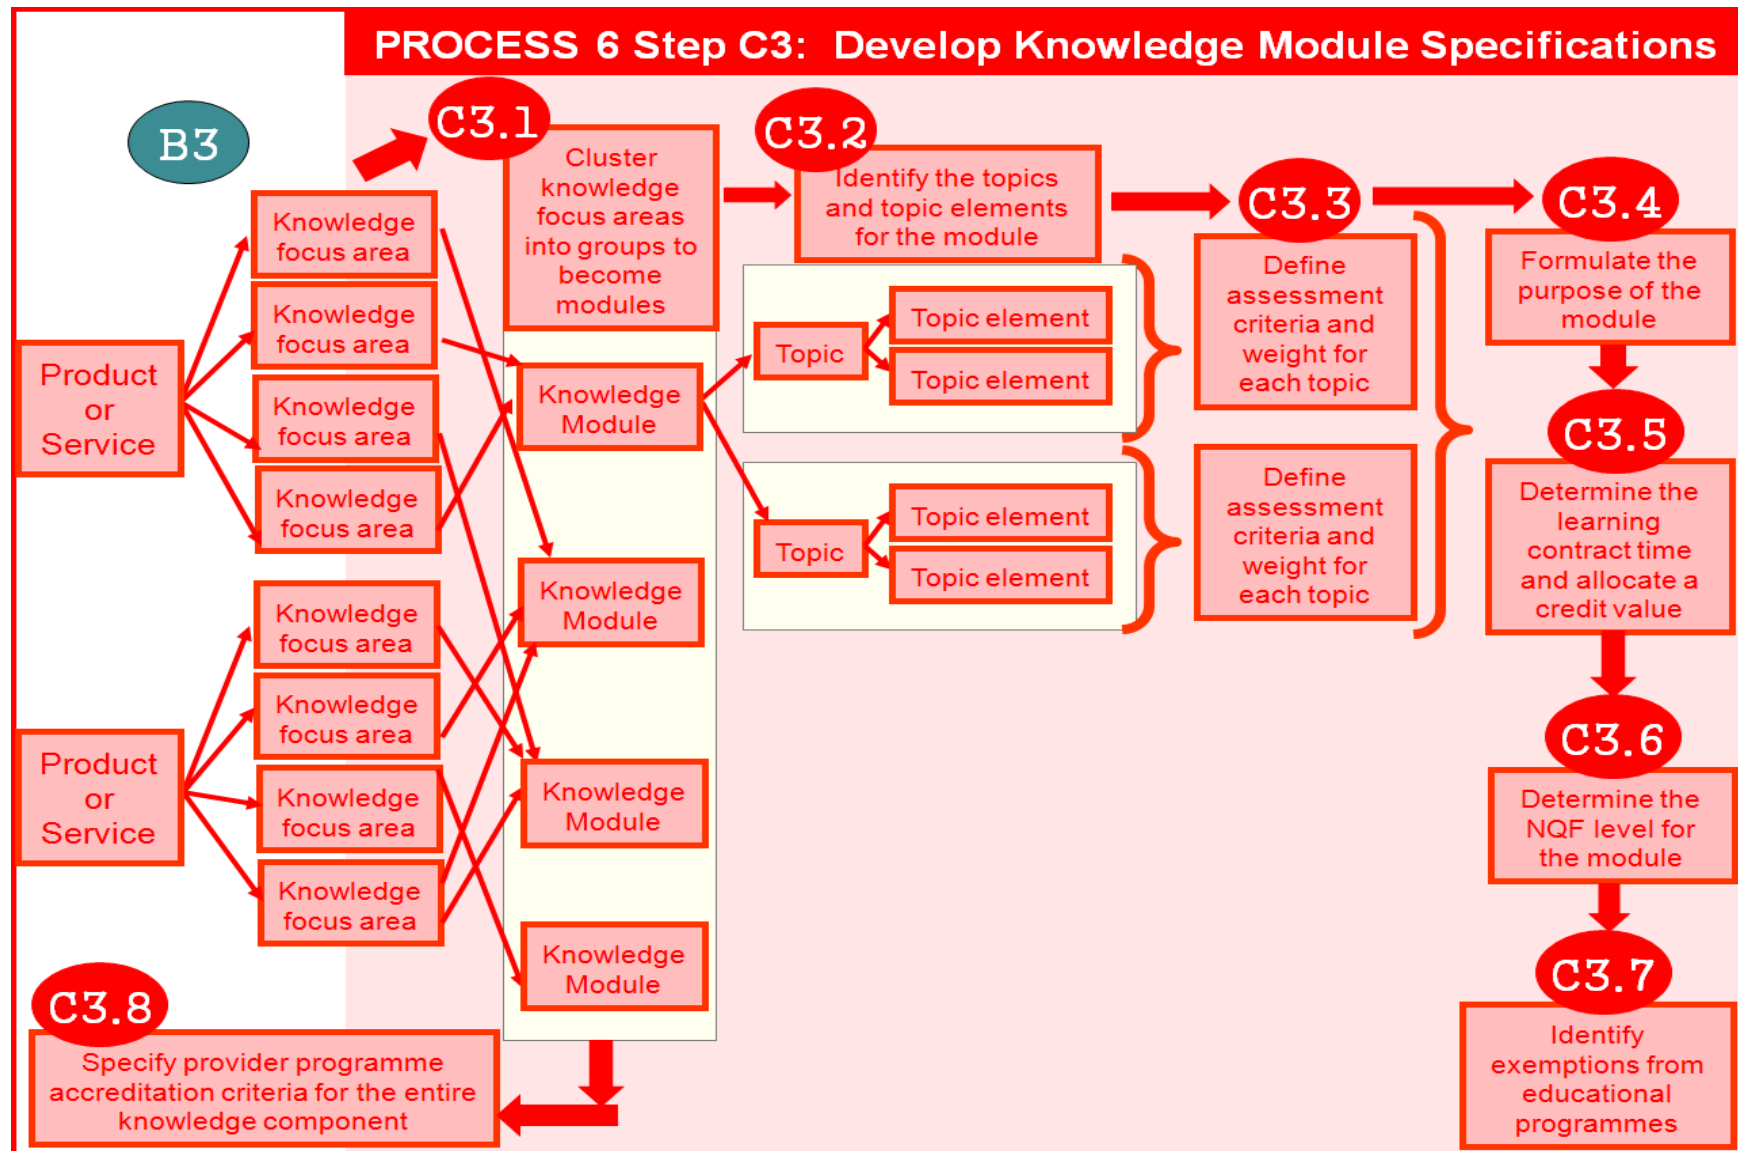 PROCESS 6 Step C3: Develop Knowledge Module Specifications
B3
Product
or
Service
Knowledge
focus area
Knowledge
focus area
Knowledge
focus area
Knowledge
focus area
Product
or
Service
Knowledge
focus area
Knowledge
focus area
Knowledge
focus area
Knowledge
focus area
C3.1
Cluster
knowledge
focus areas
into groups to
become
modules
Knowledge
Module
Knowledge
Module
Knowledge
Module
Knowledge
Module
C3.2
Identify the topics
and topic elements
for the module
Topic
Topic element
Topic element
Topic
Topic element
Topic element
C3.3
Define
assessment
criteria and
weight for
each topic
Define
assessment
criteria and
weight for
each topic
C3.4
Formulate the
purpose of the
module
C3.5
Determine the
learning
contract time
and allocate a
credit value
C3.6
Determine the
NQF level for
the module
C3.7
Identify
exemptions from
educational
programmes
C3.8
Specify provider programme
accreditation criteria for the entire
knowledge component